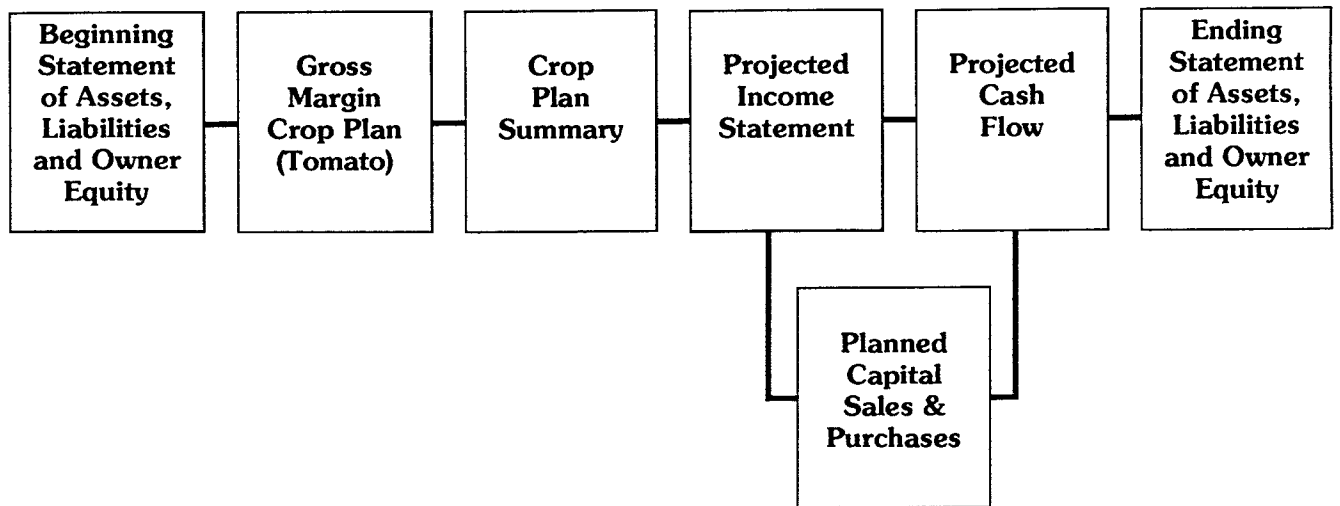 Beginning
Statement
of Assets,
Liabilities
and Owner
Equity
Gross
Margin
Crop Plan
(Tomato)
Crop
Plan
Summary
Projected
Income
Statement
Projected
Cash
Flow
Ending
Statement
of Assets,
Liabilities
and Owner
Equity
Planned
Capital
Sales &
Purchases